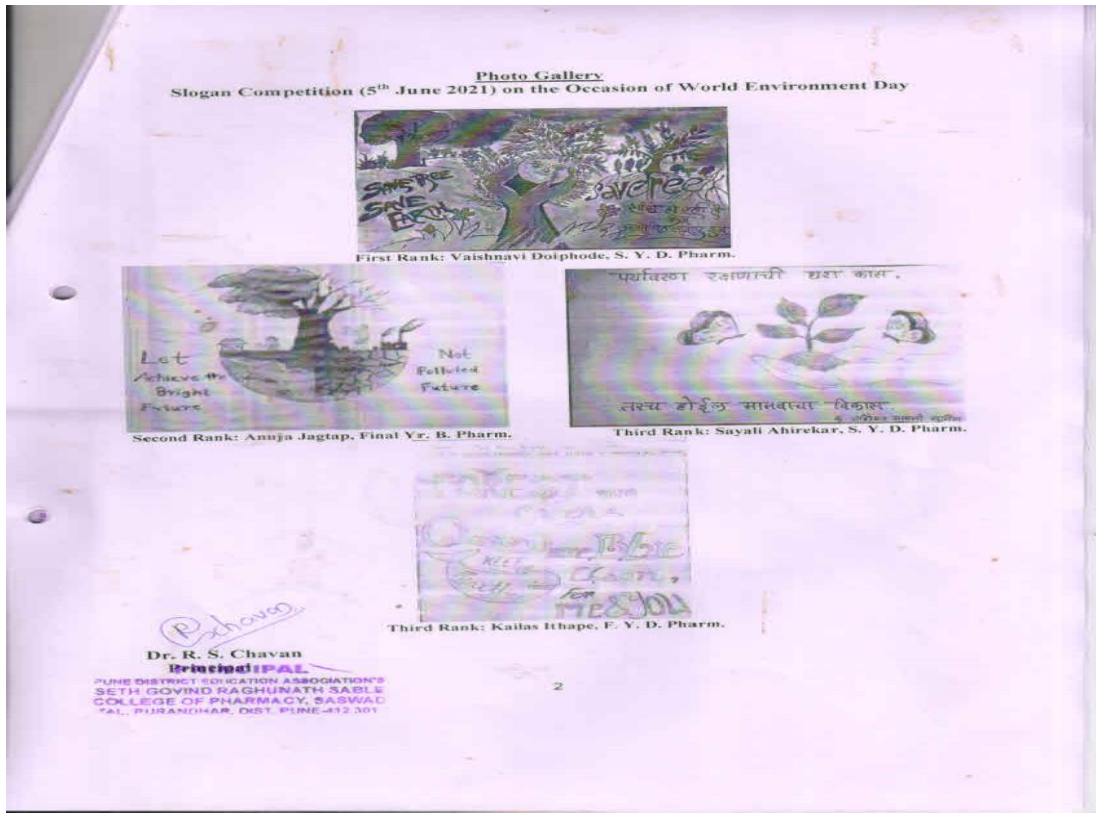 Photo Gallery
Slogan Competition (5th June 2021) on the Occasion of World Environment Day
SAVE TREE
SAVE
EARTH
Save Tree
First Rank: Vaishnavi Doiphode, S. Y. D. Pharm.
Let
Achieve the
Bright
Future
Not
Polluted
Future
Second Rank: Anuja Jagtap, Final Yr. B. Pharm.
पर्यावरण रक्षणाची धरा कास.
तरच होईल मानवाचा विकास.
Third Rank: Sayali Ahirekar, S. Y. D. Pharm.
Clean,
For
ME & YOU
Third Rank: Kailas Ithape, F. Y. D. Pharm.
Rschavan
Dr. R. S. Chavan
Principal
PRINCIPAL
PUNE DISTRICT EDUCATION ASSOCIATION'S
SETH GOVIND RAGHUNATH SABLE
COLLEGE OF PHARMACY, SASWAD
TAL. PURANDHAR, DIST. PUNE-412 301
2